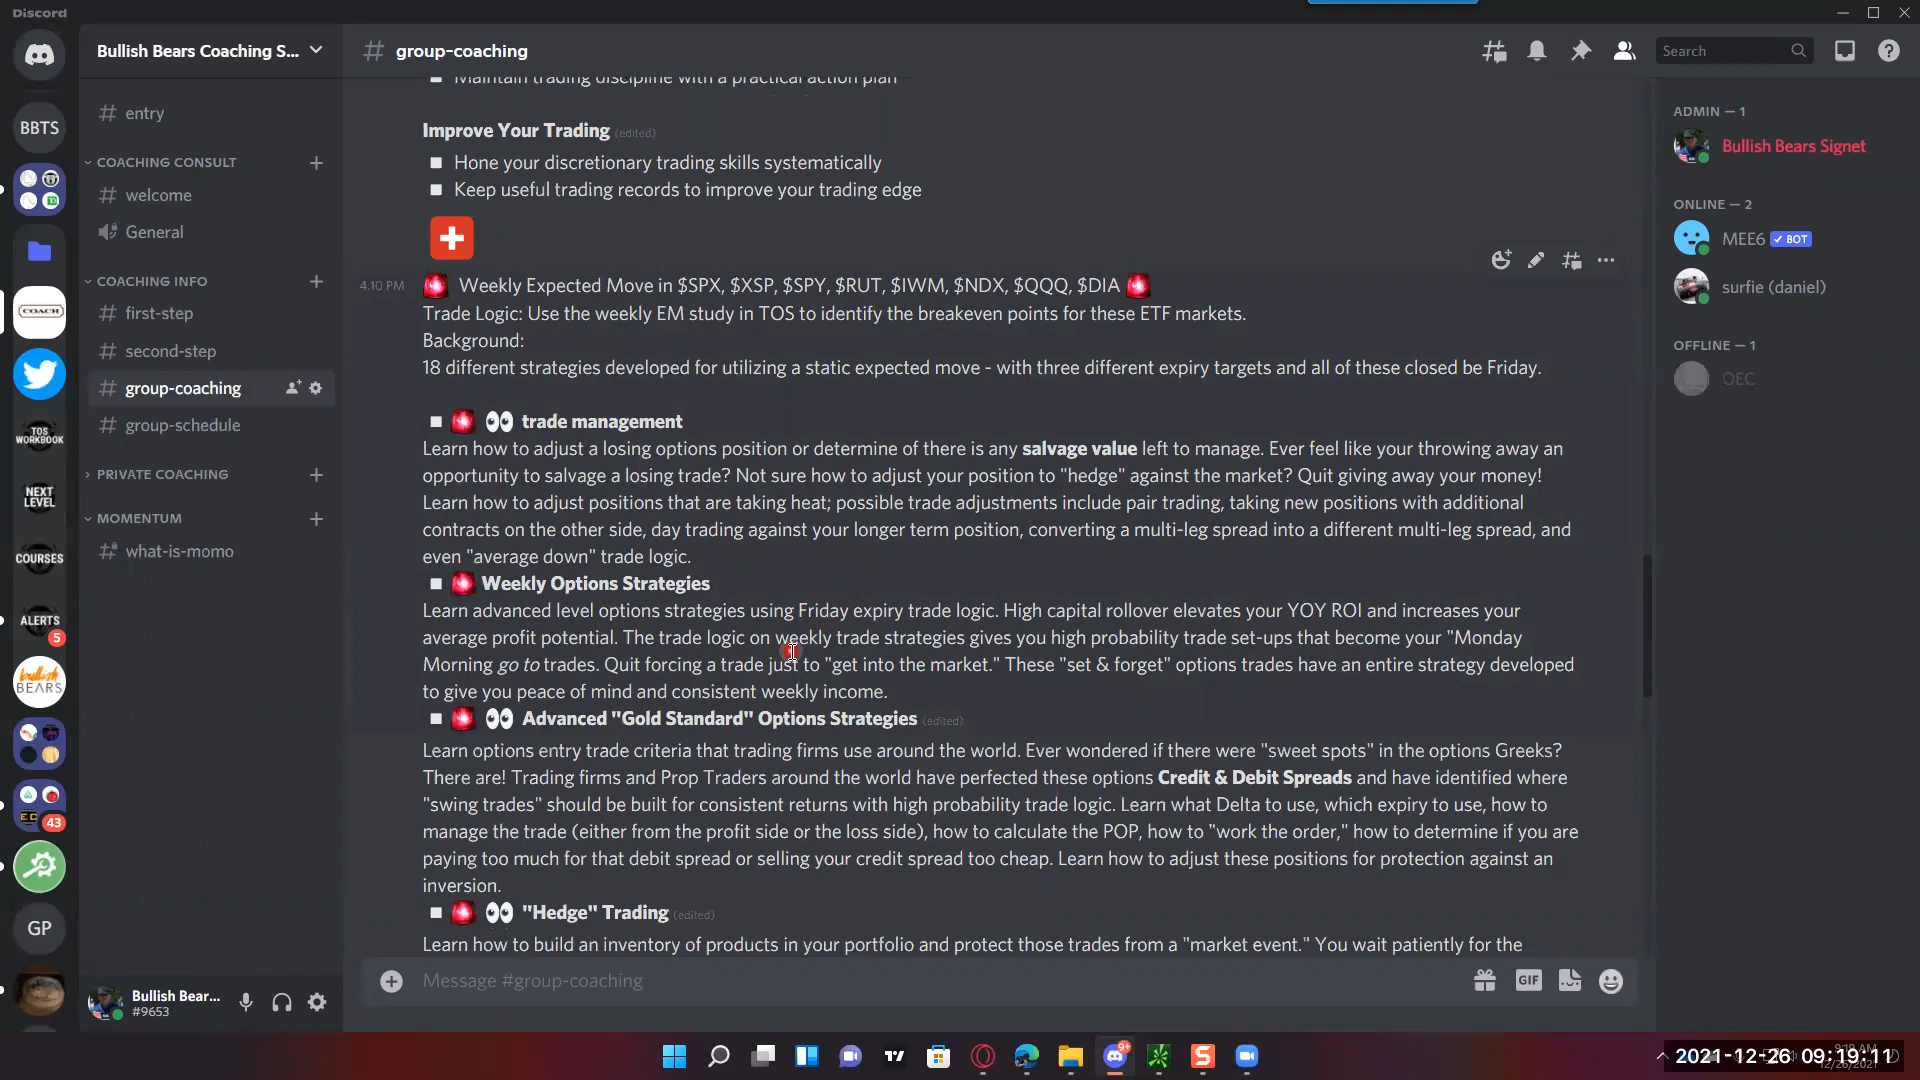 Discord
Bullish Bears Coaching S...
# group-coaching
Search
BBTS
COACH
TOS WORKBOOK
NEXT LEVEL
COURSES
ALERTS
5
bullish BEARS
43
GP
# entry
COACHING CONSULT
# welcome
General
COACHING INFO
# first-step
# second-step
# group-coaching
# group-schedule
PRIVATE COACHING
MOMENTUM
# what-is-momo
Bullish Bear...
#9653
Maintain trading discipline with a practical action plan
Improve Your Trading (edited)
Hone your discretionary trading skills systematically
Keep useful trading records to improve your trading edge
4:10 PM
Weekly Expected Move in $SPX, $XSP, $SPY, $RUT, $IWM, $NDX, $QQQ, $DIA
Trade Logic: Use the weekly EM study in TOS to identify the breakeven points for these ETF markets.
Background:
18 different strategies developed for utilizing a static expected move - with three different expiry targets and all of these closed be Friday.
trade management
Learn how to adjust a losing options position or determine of there is any salvage value left to manage. Ever feel like your throwing away an
opportunity to salvage a losing trade? Not sure how to adjust your position to "hedge" against the market? Quit giving away your money!
Learn how to adjust positions that are taking heat; possible trade adjustments include pair trading, taking new positions with additional
contracts on the other side, day trading against your longer term position, converting a multi-leg spread into a different multi-leg spread, and
even "average down" trade logic.
Weekly Options Strategies
Learn advanced level options strategies using Friday expiry trade logic. High capital rollover elevates your YOY ROI and increases your
average profit potential. The trade logic on weekly trade strategies gives you high probability trade set-ups that become your "Monday
Morning go to trades. Quit forcing a trade just to "get into the market." These "set & forget" options trades have an entire strategy developed
to give you peace of mind and consistent weekly income.
Advanced "Gold Standard" Options Strategies (edited)
Learn options entry trade criteria that trading firms use around the world. Ever wondered if there were "sweet spots" in the options Greeks?
There are! Trading firms and Prop Traders around the world have perfected these options Credit & Debit Spreads and have identified where
"swing trades" should be built for consistent returns with high probability trade logic. Learn what Delta to use, which expiry to use, how to
manage the trade (either from the profit side or the loss side), how to calculate the POP, how to "work the order," how to determine if you are
paying too much for that debit spread or selling your credit spread too cheap. Learn how to adjust these positions for protection against an
inversion.
"Hedge" Trading (edited)
Learn how to build an inventory of products in your portfolio and protect those trades from a "market event." You wait patiently for the
Message #group-coaching
GIF
ADMIN — 1
Bullish Bears Signet
ONLINE — 2
MEE6 ✓ BOT
surfie (daniel)
OFFLINE — 1
OEC
9+
2021-12-26 09:19:11